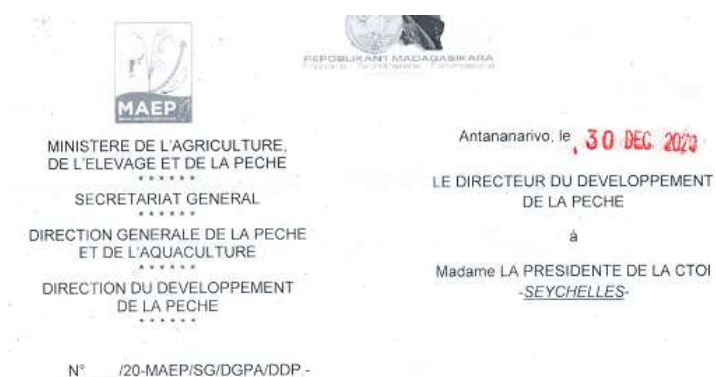 REPOBLIKAN'I MADAGASIKARA
MAEP
MINISTERE DE L'AGRICULTURE,
DE L'ELEVAGE ET DE LA PECHE
* * * * * *
SECRETARIAT GENERAL
* * * * * *
DIRECTION GENERALE DE LA PECHE
ET DE L'AQUACULTURE
* * * * * *
DIRECTION DU DEVELOPPEMENT
DE LA PECHE
* * * * * *
N° /20-MAEP/SG/DGPA/DDP.-
Antananarivo, le 30 DEC. 2020
LE DIRECTEUR DU DEVELOPPEMENT
DE LA PECHE
à
Madame LA PRESIDENTE DE LA CTOI
-SEYCHELLES-